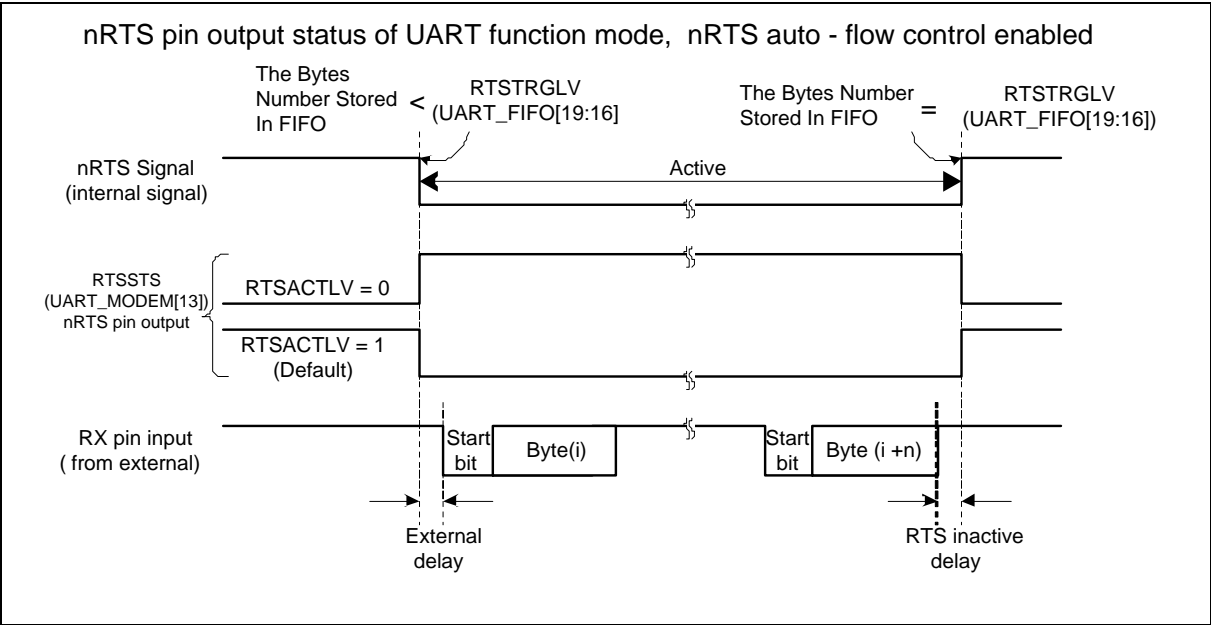 nRTS pin output status of UART function mode, nRTS auto - flow control enabled
The Bytes
Number Stored
In FIFO
<
RTSTRGLV
(UART_FIFO[19:16]
The Bytes Number
Stored In FIFO
=
RTSTRGLV
(UART_FIFO[19:16])
nRTS Signal
(internal signal)
Active
RTSSTS
(UART_MODEM[13])
nRTS pin output
RTSACTLV = 0
RTSACTLV = 1
(Default)
RX pin input
( from external)
Start
bit
Byte(i)
Start
bit
Byte (i +n)
External
delay
RTS inactive
delay